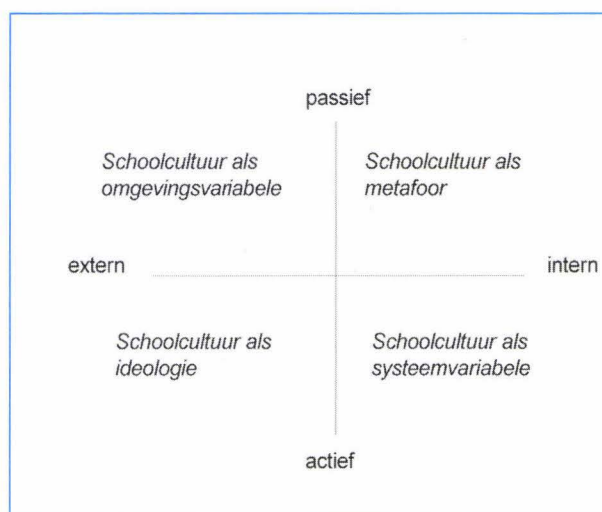 passief
Schoolcultuur als
omgevingsvariabele
Schoolcultuur als
metafoor
extern
intern
Schoolcultuur als
ideologie
Schoolcultuur als
systeemvariabele
actief